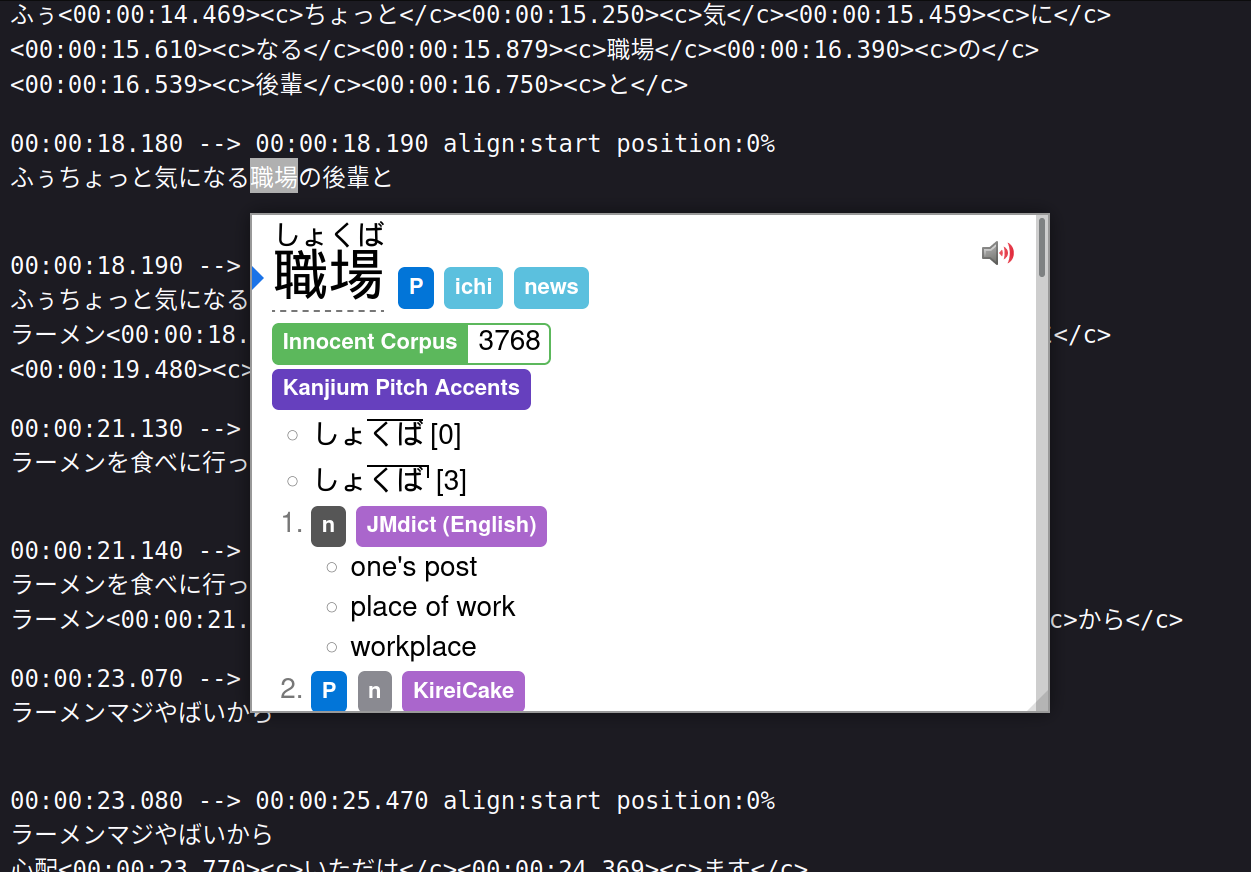 ふぅ<00:00:14.469><c>ちょっと</c><00:00:15.250><c>気</c><00:00:15.459><c>に</c>
<00:00:15.610><c>なる</c><00:00:15.879><c>職場</c><00:00:16.390><c>の</c>
<00:00:16.539><c>後輩</c><00:00:16.750><c>と</c>
00:00:18.180 --> 00:00:18.190 align:start position:0%
ふぅちょっと気になる職場の後輩と
00:00:18.190 -->
ふぅちょっと気になる
ラーメン<00:00:18. </c>
<00:00:19.480><c>
00:00:21.130 -->
ラーメンを食べに行っ
00:00:21.140 -->
ラーメンを食べに行っ
ラーメン<00:00:21. c>から</c>
00:00:23.070 -->
ラーメンマジやばいから
00:00:23.080 --> 00:00:25.470 align:start position:0%
ラーメンマジやばいから
心配<00:00:23.770><c>いただけ</c><00:00:24.369><c>ます</c>
しょくば
職場 P ichi news
Innocent Corpus 3768
Kanjium Pitch Accents
しょくば [0]
しょくば [3]
1. n JMdict (English)
one's post
place of work
workplace
2. P n KireiCake